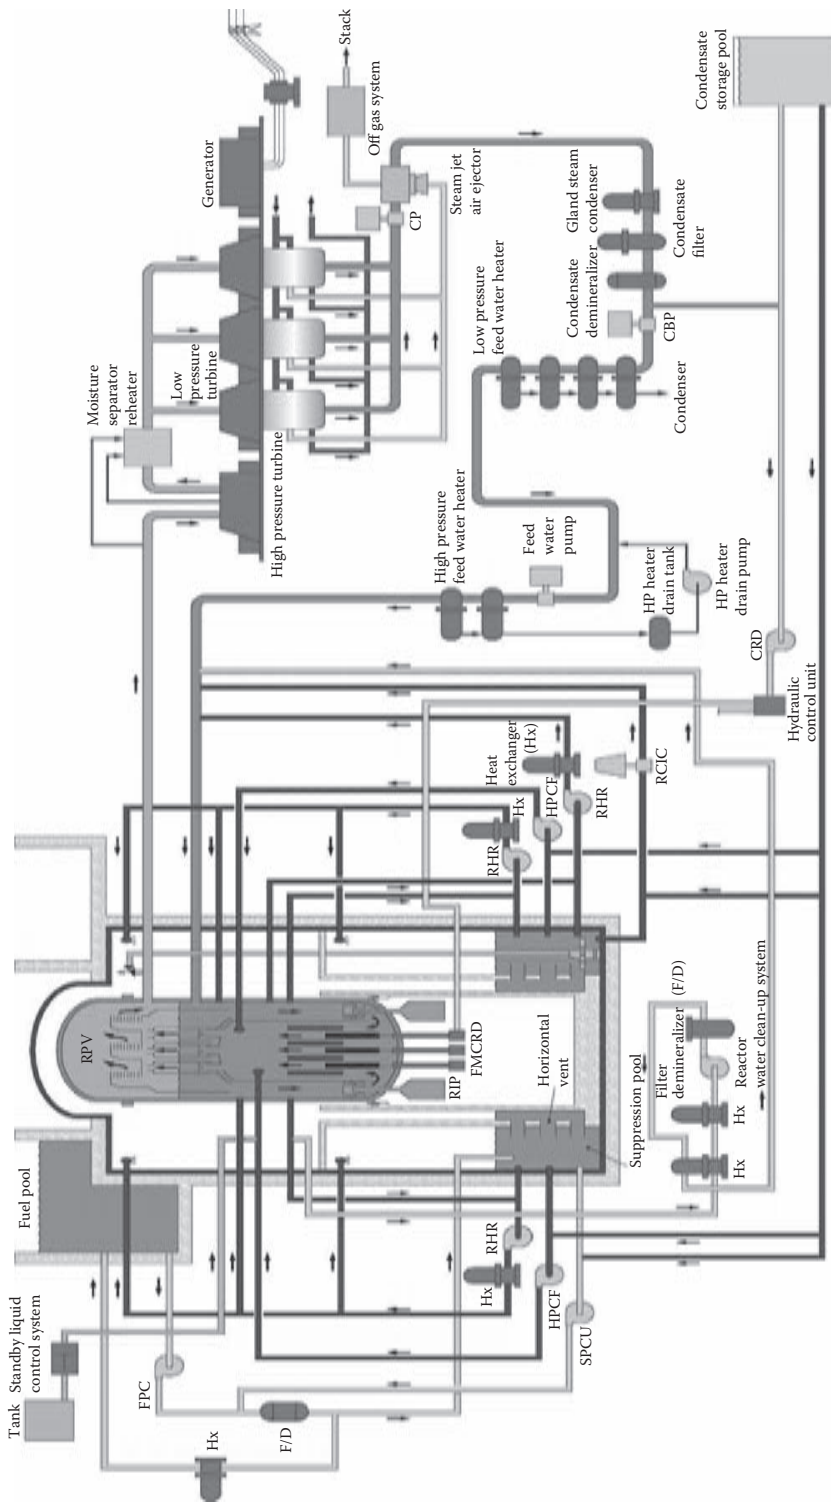 Tank
Standby liquid
control system
Fuel pool
FPC
Hx
F/D
RPV
RIP
FMCRD
Horizontal
vent
Suppression pool
RHR
Hx
HPCF
SPCU
Hx
Hx
Filter
demineralizer (F/D)
Reactor
water clean-up system
RHR
Hx
HPCF
Heat
exchanger
(Hx)
RHR
RCIC
Hydraulic
control unit
CRD
HP heater
drain tank
HP heater
drain pump
Feed
water
pump
High pressure
feed water heater
High pressure turbine
Moisture
separator
reheater
Low
pressure
turbine
Generator
Stack
Off gas system
Steam jet
air ejector
CP
Low pressure
feed water heater
Condenser
CBP
Condensate
demineralizer
Condensate
filter
Gland steam
condenser
Condensate
storage pool